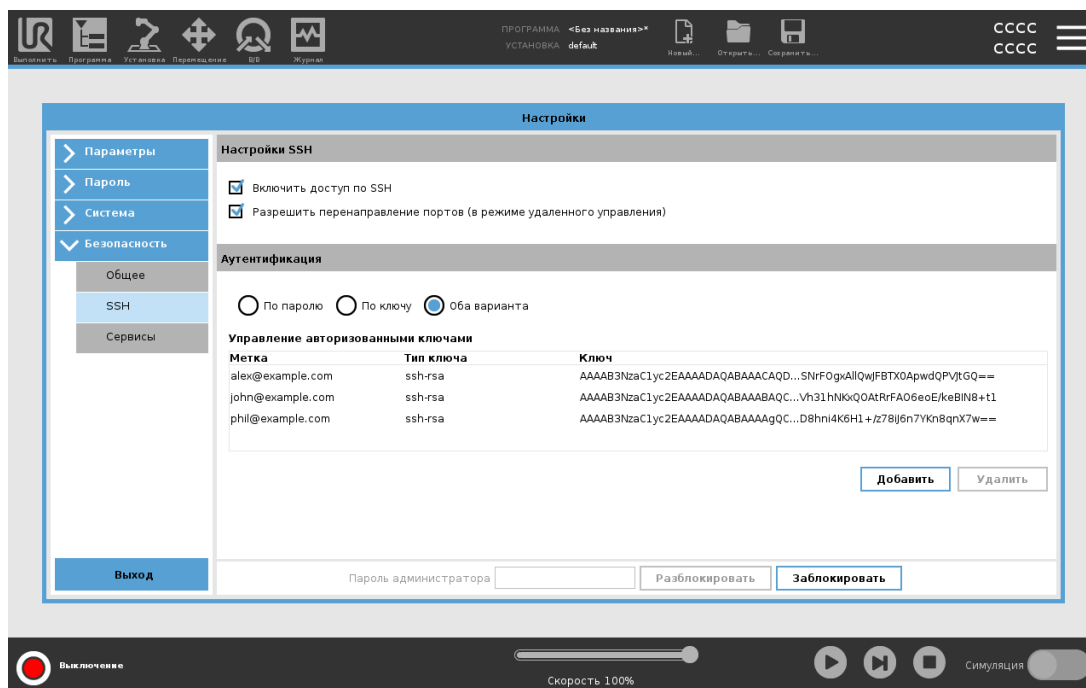 UR
ПРОГРАММА <Без названия>*
УСТАНОВКА default
CCCC
CCCC
Выполнить Программа Установка Перемещение В/В Журнал
Новый... Открыть... Сохранить...
Настройки
Параметры
Пароль
Система
Безопасность
Общее
SSH
Сервисы
Выход
Настройки SSH
Включить доступ по SSH
Разрешить перенаправление портов (в режиме удаленного управления)
Аутентификация
По паролю По ключу Оба варианта
Управление авторизованными ключами
Метка Тип ключа Ключ
alex@example.com ssh-rsa AAAAB3NzaC1yc2EAAAADAQABAAACAQD...SNrFOgxAllQwJFBTX0ApwdQPVJtGQ==
john@example.com ssh-rsa AAAAB3NzaC1yc2EAAAADAQABAAABAQC...Vh31hNKxQOAtRrFAO6eoE/keBIN8+t1
phil@example.com ssh-rsa AAAAB3NzaC1yc2EAAAADAQABAAAAgQC...D8hni4K6H1+/z78iJ6n7YKn8qnX7w==
Добавить Удалить
Пароль администратора Разблокировать Заблокировать
Выключение
Скорость 100%
Симуляция